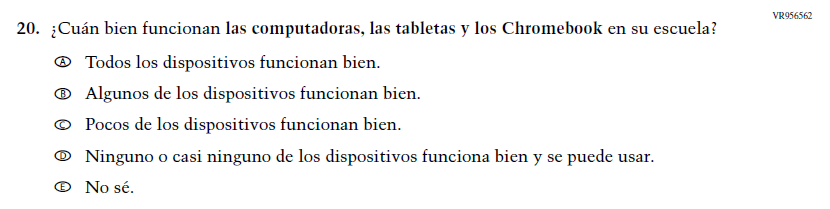 VR956562
20. ¿Cuán bien funcionan las computadoras, las tabletas y los Chromebook en su escuela?
A Todos los dispositivos funcionan bien.
B Algunos de los dispositivos funcionan bien.
C Pocos de los dispositivos funcionan bien.
D Ninguno o casi ninguno de los dispositivos funciona bien y se puede usar.
E No sé.